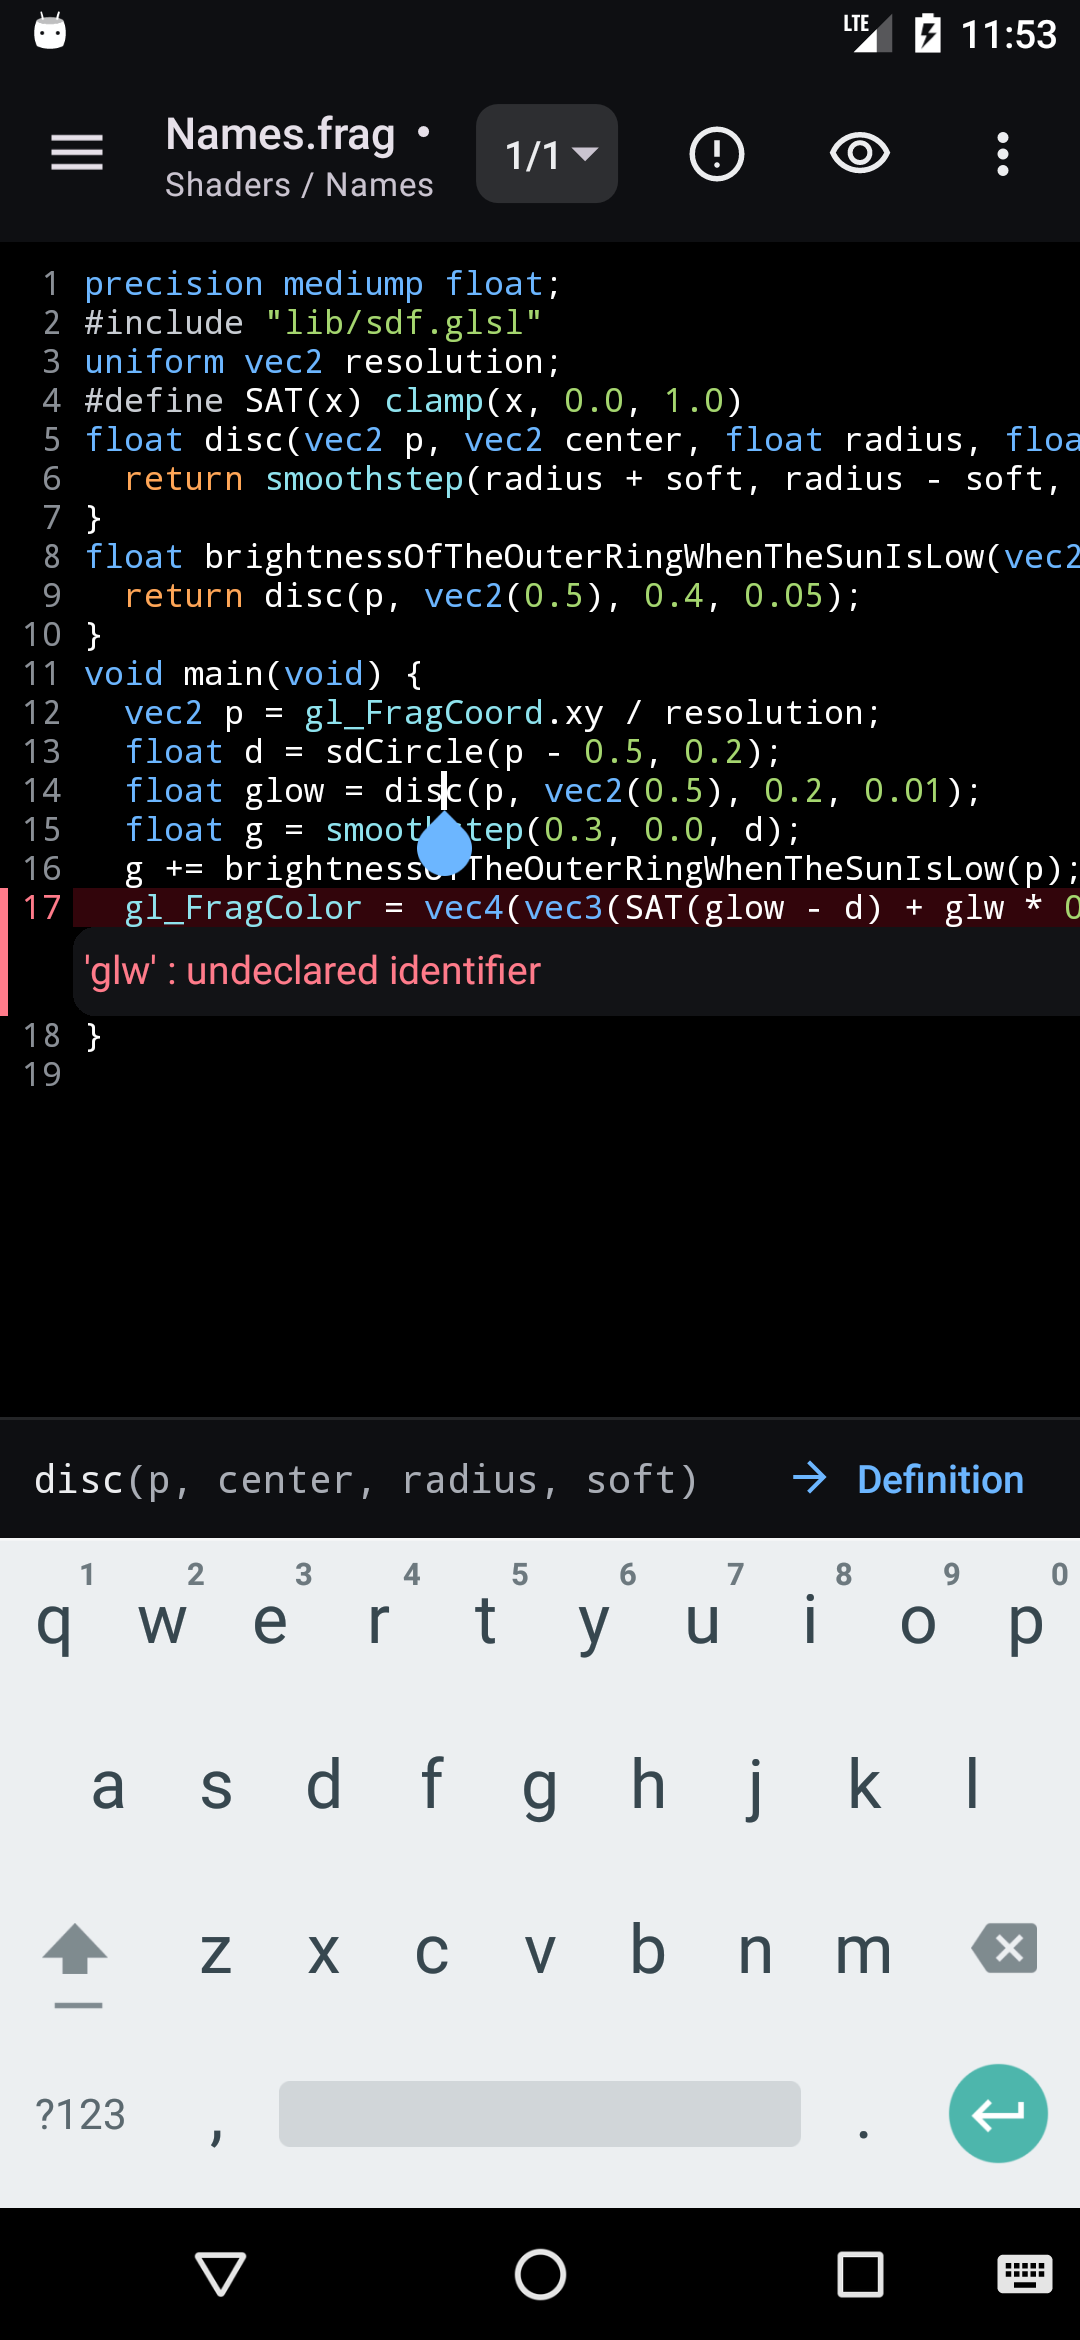 LTE 11:53
Names.frag •
Shaders / Names
1/1
1 precision mediump float;
2 #include "lib/sdf.glsl"
3 uniform vec2 resolution;
4 #define SAT(x) clamp(x, 0.0, 1.0)
5 float disc(vec2 p, vec2 center, float radius, floa
6 return smoothstep(radius + soft, radius - soft,
7 }
8 float brightnessOfTheOuterRingWhenTheSunIsLow(vec2
9 return disc(p, vec2(0.5), 0.4, 0.05);
10 }
11 void main(void) {
12 vec2 p = gl_FragCoord.xy / resolution;
13 float d = sdCircle(p - 0.5, 0.2);
14 float glow = disc(p, vec2(0.5), 0.2, 0.01);
15 float g = smoothstep(0.3, 0.0, d);
16 g += brightnessOfTheOuterRingWhenTheSunIsLow(p);
17 gl_FragColor = vec4(vec3(SAT(glow - d) + glw * 0
'glw' : undeclared identifier
18 }
19
disc(p, center, radius, soft) → Definition
1 2 3 4 5 6 7 8 9 0
q w e r t y u i o p
a s d f g h j k l
z x c v b n m
?123 , .